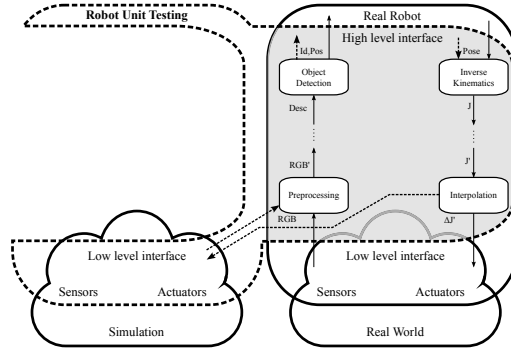 Robot Unit Testing
Real Robot
High level interface
Id,Pos
Pose
Object
Detection
Inverse
Kinematics
Desc
J
RGB'
J'
Preprocessing
Interpolation
RGB
ΔJ'
Low level interface
Low level interface
Sensors
Actuators
Sensors
Actuators
Simulation
Real World